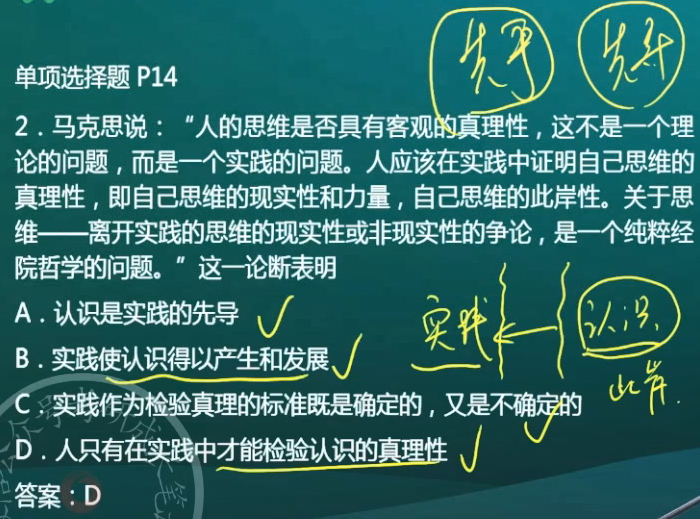 先导
单项选择题 P14
2．马克思说：“人的思维是否具有客观的真理性，这不是一个理
论的问题，而是一个实践的问题。人应该在实践中证明自己思维的
真理性，即自己思维的现实性和力量，自己思维的此岸性。关于思
维——离开实践的思维的现实性或非现实性的争论，是一个纯粹经
院哲学的问题。”这一论断表明
A．认识是实践的先导
B．实践使认识得以产生和发展
实践
认识
此岸.
C．实践作为检验真理的标准既是确定的，又是不确定的
D．人只有在实践中才能检验认识的真理性
答案：D